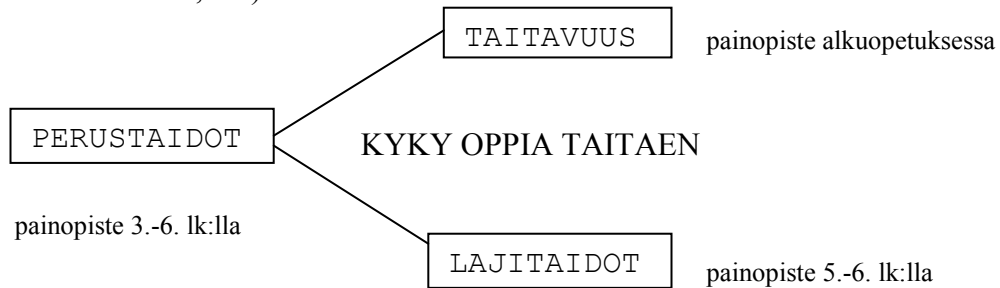 TAITAVUUS
painopiste alkuopetuksessa
PERUSTAIDOT
KYKY OPPIA TAITAEN
painopiste 3.-6. lk:lla
LAJITAIDOT
painopiste 5.-6. lk:lla